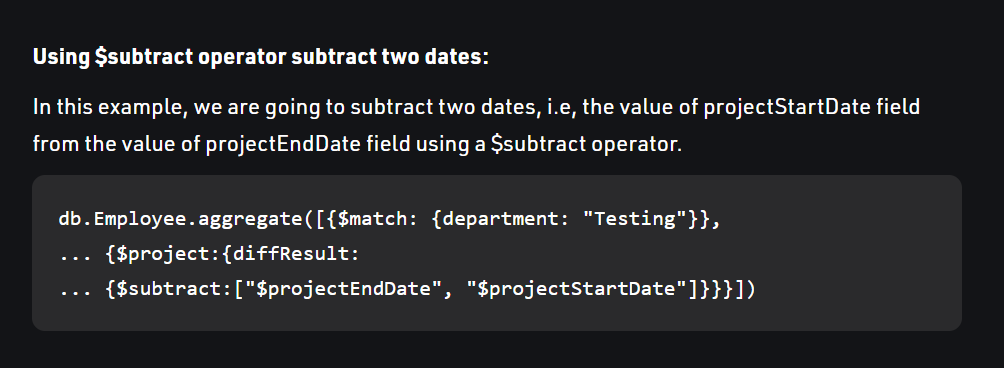 Using $subtract operator subtract two dates:
In this example, we are going to subtract two dates, i.e, the value of projectStartDate field
from the value of projectEndDate field using a $subtract operator.
db.Employee.aggregate([{$match: {department: "Testing"}},
... {$project:{diffResult:
... {$subtract:["$projectEndDate", "$projectStartDate"]}}}])